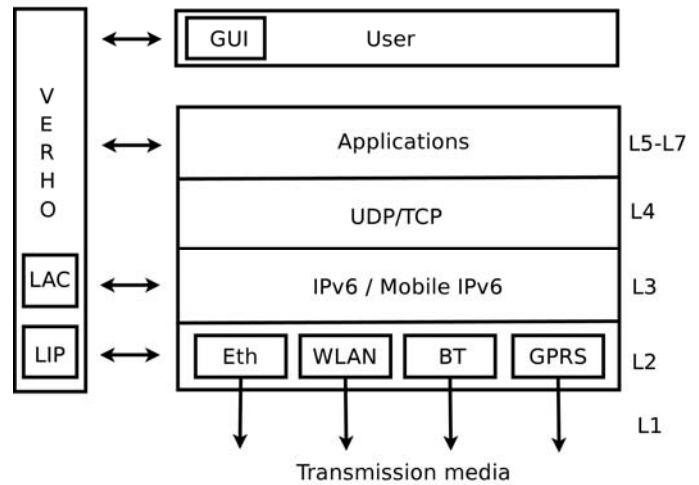 GUI User
VERHO
Applications L5-L7
UDP/TCP L4
LAC IPv6 / Mobile IPv6 L3
LIP Eth WLAN BT GPRS L2
L1
Transmission media